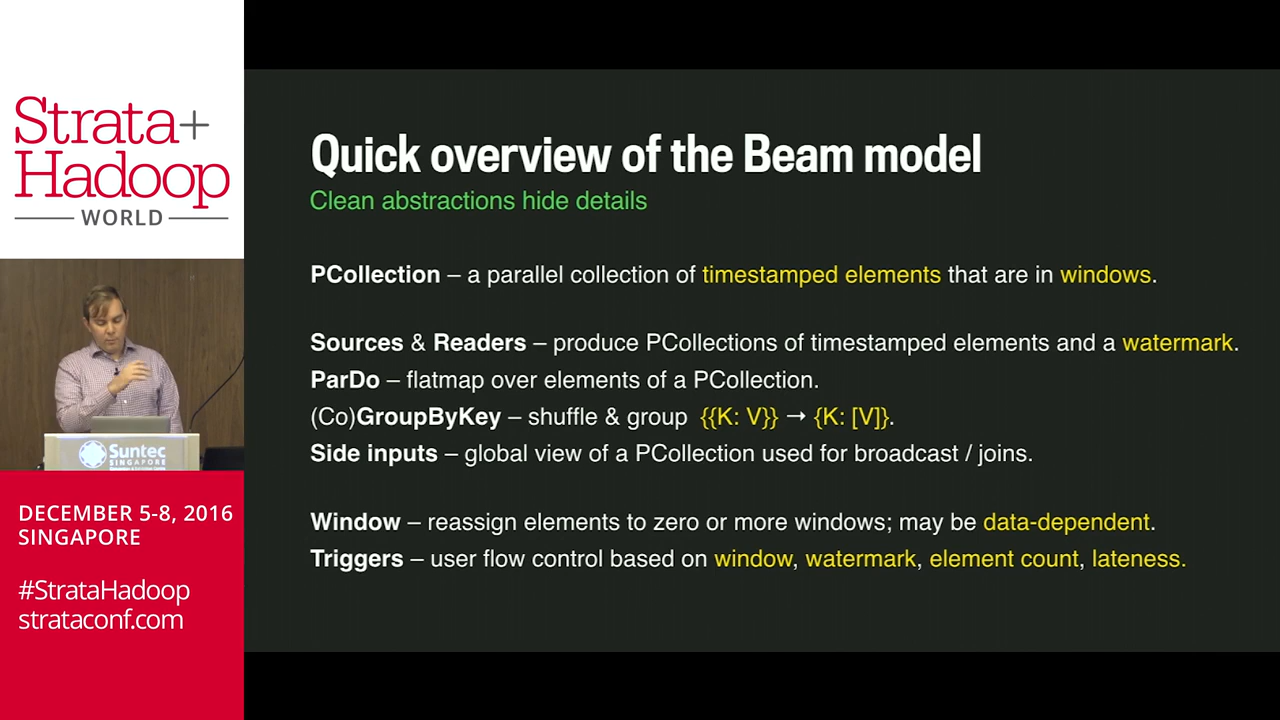 Strata+
Hadoop
WORLD
Suntec
SINGAPORE
DECEMBER 5-8, 2016
SINGAPORE
#StrataHadoop
strataconf.com
Quick overview of the Beam model
Clean abstractions hide details
PCollection – a parallel collection of timestamped elements that are in windows.
Sources & Readers – produce PCollections of timestamped elements and a watermark.
ParDo – flatmap over elements of a PCollection.
(Co)GroupByKey – shuffle & group {{K: V}} → {K: [V]}.
Side inputs – global view of a PCollection used for broadcast / joins.
Window – reassign elements to zero or more windows; may be data-dependent.
Triggers – user flow control based on window, watermark, element count, lateness.